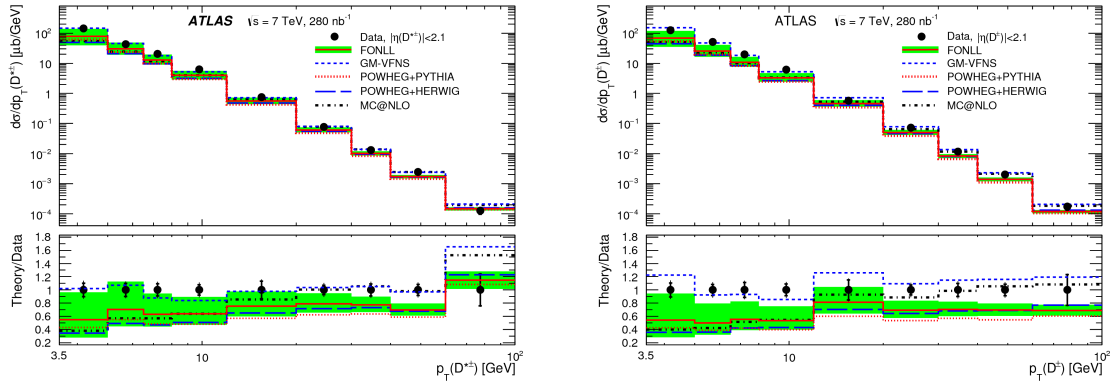 ATLAS √s = 7 TeV, 280 nb⁻¹
Data, |η(D*±)|<2.1
FONLL
GM-VFNS
POWHEG+PYTHIA
POWHEG+HERWIG
MC@NLO
dσ/dp_T(D*±) [μb/GeV]
10²
10
1
10⁻¹
10⁻²
10⁻³
10⁻⁴
Theory/Data
1.8
1.6
1.4
1.2
1
0.8
0.6
0.4
3.5 10 10²
p_T(D*±) [GeV]
ATLAS √s = 7 TeV, 280 nb⁻¹
Data, |η(D±)|<2.1
FONLL
GM-VFNS
POWHEG+PYTHIA
POWHEG+HERWIG
MC@NLO
dσ/dp_T(D±) [μb/GeV]
10²
10
1
10⁻¹
10⁻²
10⁻³
10⁻⁴
Theory/Data
1.8
1.6
1.4
1.2
1
0.8
0.6
0.4
3.5 10 10²
p_T(D±) [GeV]